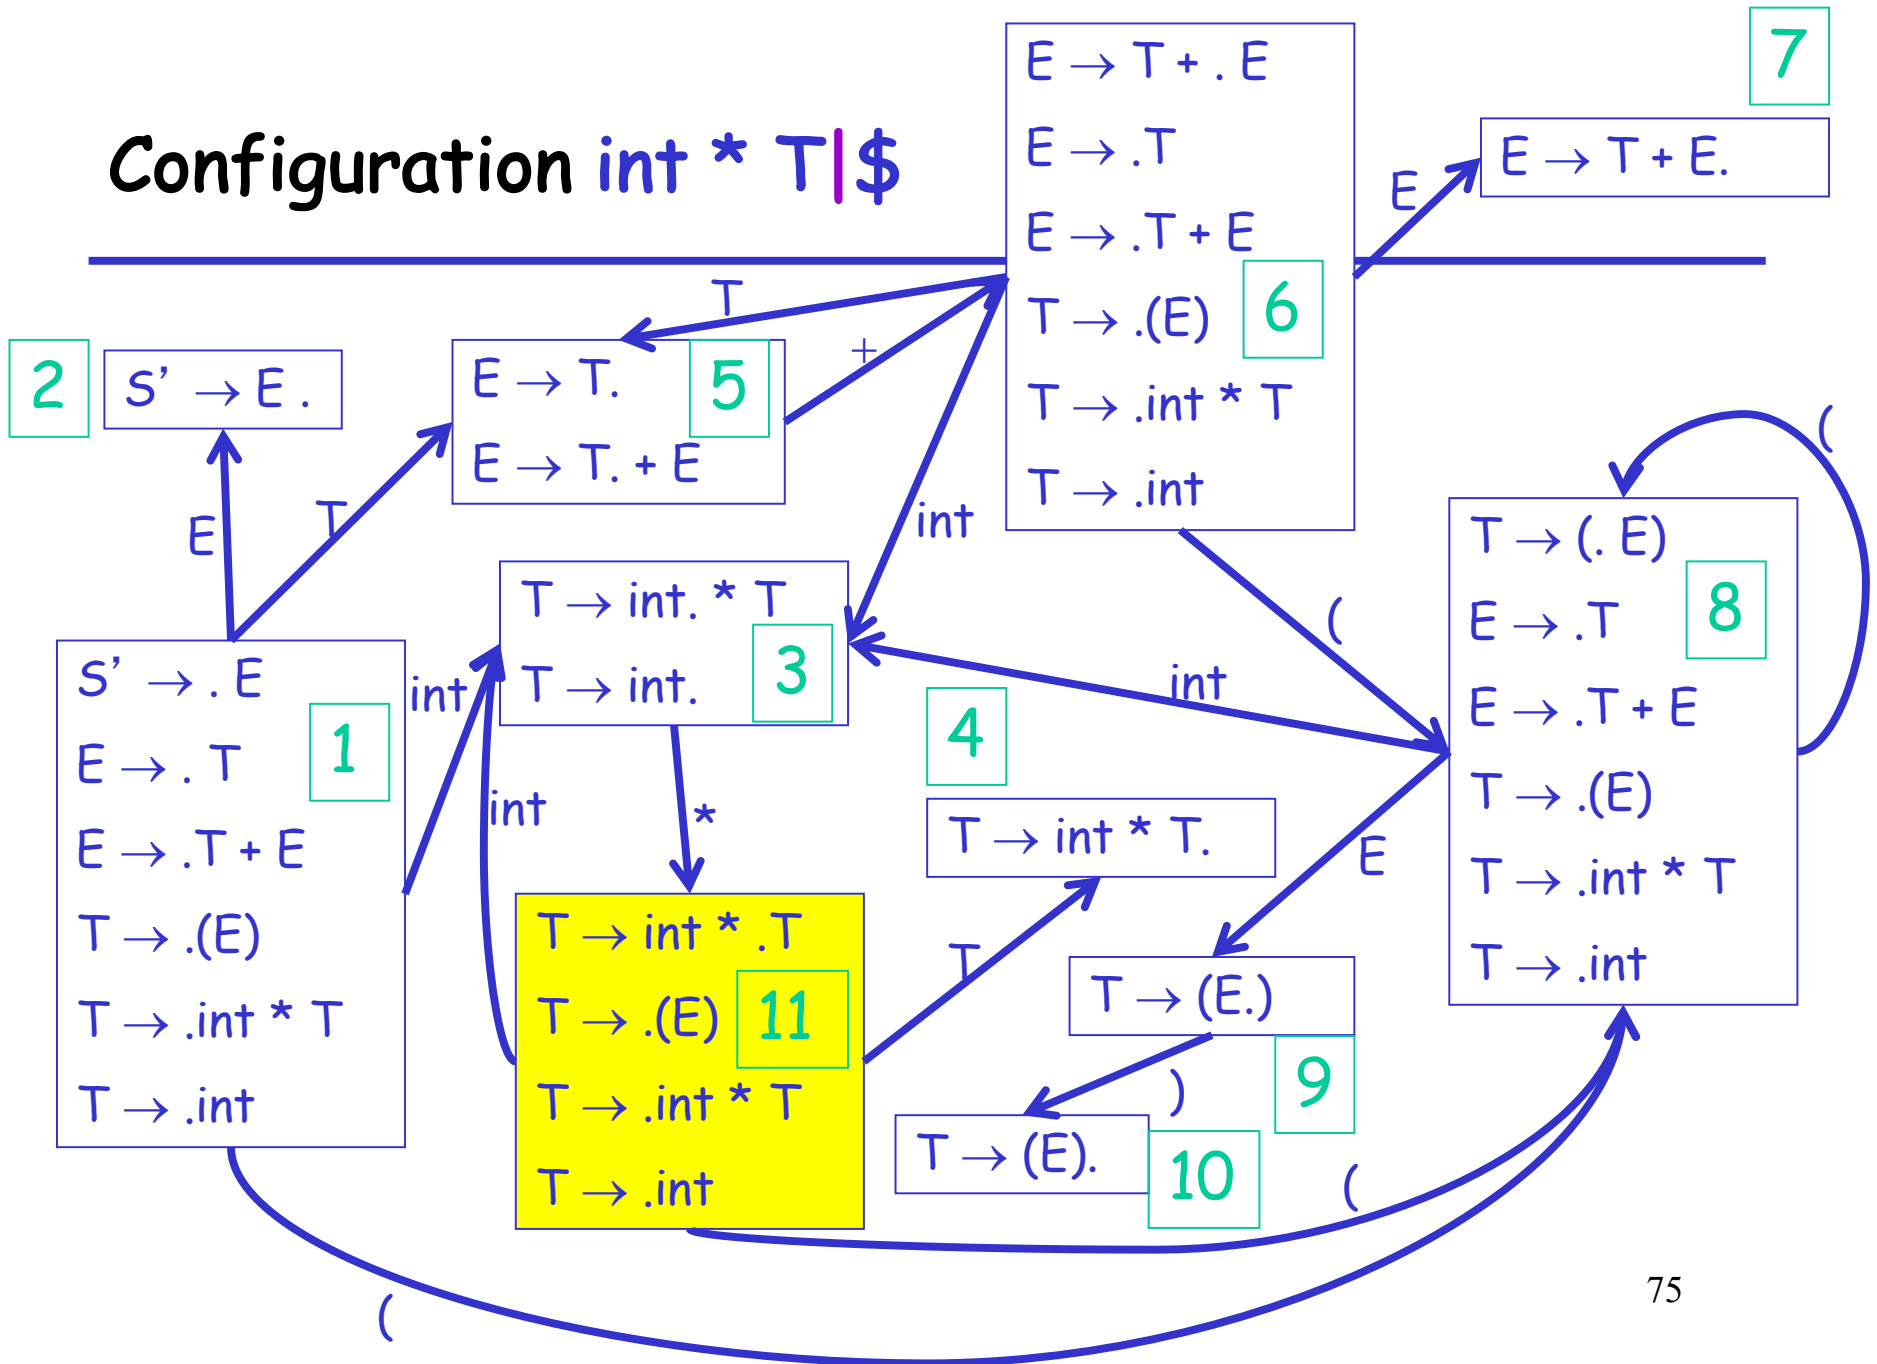 Configuration int * T|$
E → T + . E
E → .T
E → .T + E
T → .(E)
T → .int * T
T → .int
6
7
E → T + E.
E
2
S’ → E .
E → T.
E → T. + E
5
T
+
E
T
int
T → int. * T
T → int.
3
int
(
int
S’ → . E
E → . T
E → .T + E
T → .(E)
T → .int * T
T → .int
1
int
*
4
T → int * T.
T
T → int * .T
T → .(E)
T → .int * T
T → .int
11
T → (. E)
E → .T
E → .T + E
T → .(E)
T → .int * T
T → .int
8
(
E
T → (E.)
9
)
T → (E).
10
(
(
75